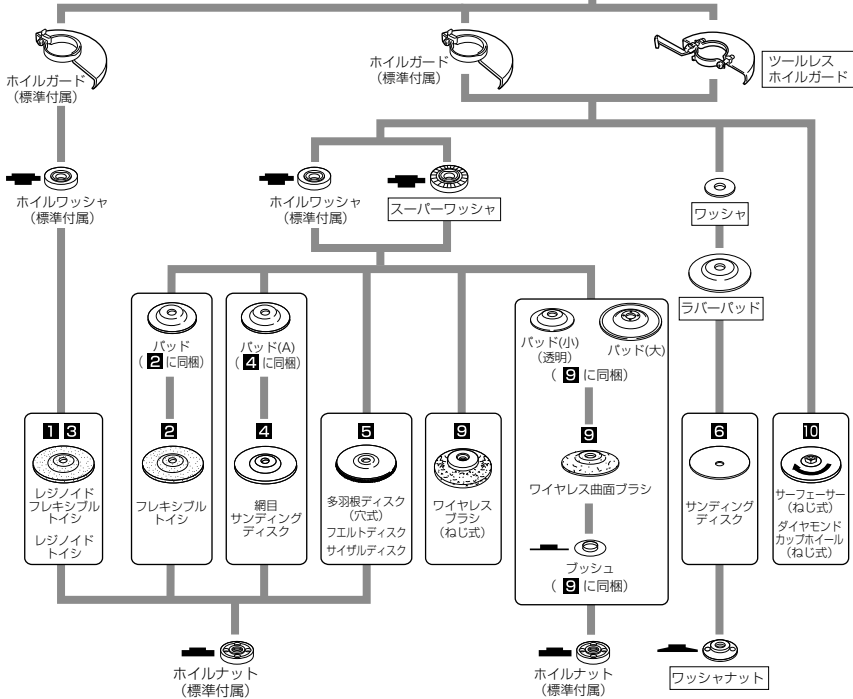 ホイルガード
(標準付属)
ホイルガード
(標準付属)
ツールレス
ホイルガード
ホイルワッシャ
(標準付属)
ホイルワッシャ
(標準付属)
スーパーワッシャ
ワッシャ
ラバーパッド
パッド
( 2 に同梱)
パッド(A)
( 4 に同梱)
パッド(小)
(透明)
パッド(大)
( 9 に同梱)
1 3
レジノイド
フレキシブル
トイシ
レジノイド
トイシ
2
フレキシブル
トイシ
4
網目
サンディング
ディスク
5
多羽根ディスク
(穴式)
フエルトディスク
サイザルディスク
9
ワイヤレス
ブラシ
(ねじ式)
9
ワイヤレス曲面ブラシ
ブッシュ
( 9 に同梱)
6
サンディング
ディスク
10
サーフェーサー
(ねじ式)
ダイヤモンド
カップホイール
(ねじ式)
ホイルナット
(標準付属)
ホイルナット
(標準付属)
ワッシャナット